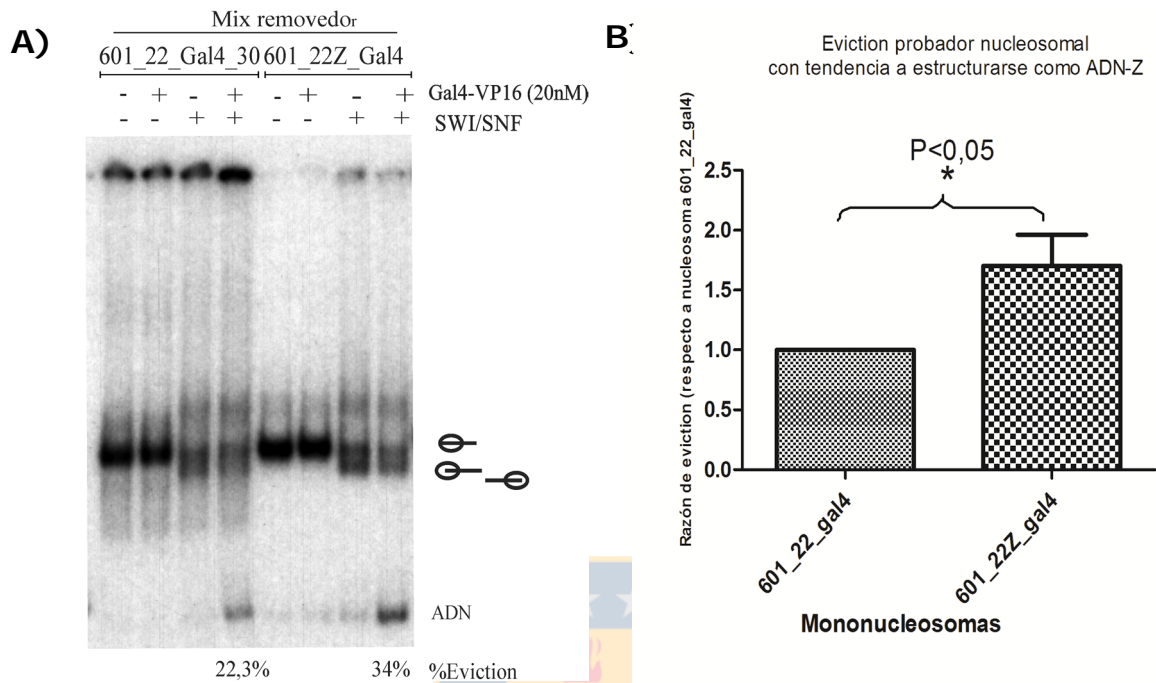 A)
Mix removedor
601_22_Gal4_30 601_22Z_Gal4
- + - + - + - + Gal4-VP16 (20nM)
- - + + - - + + SWI/SNF
ADN
22,3% 34% %Eviction
B)
Eviction probador nucleosomal
con tendencia a estructurarse como ADN-Z
P<0,05
*
Razón de eviction (respecto a nucleosoma 601_22_gal4)
2.5
2.0
1.5
1.0
0.5
0.0
601_22_gal4
601_22Z_gal4
Mononucleosomas